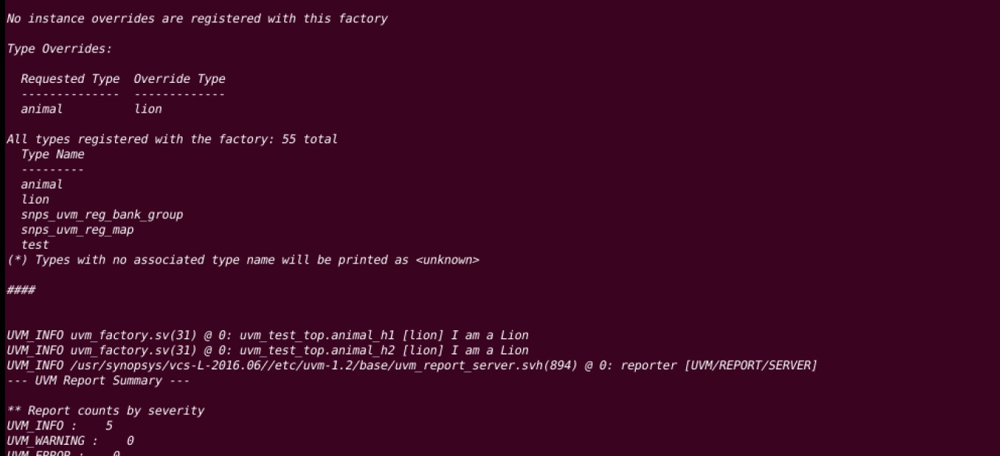 No instance overrides are registered with this factory
Type Overrides:
Requested Type  Override Type
--------------  -------------
animal          lion
All types registered with the factory: 55 total
Type Name
---------
animal
lion
snps_uvm_reg_bank_group
snps_uvm_reg_map
test
(*) Types with no associated type name will be printed as <unknown>
####
UVM_INFO uvm_factory.sv(31) @ 0: uvm_test_top.animal_h1 [lion] I am a Lion
UVM_INFO uvm_factory.sv(31) @ 0: uvm_test_top.animal_h2 [lion] I am a Lion
UVM_INFO /usr/synopsys/vcs-L-2016.06//etc/uvm-1.2/base/uvm_report_server.svh(894) @ 0: reporter [UVM/REPORT/SERVER]
--- UVM Report Summary ---
** Report counts by severity
UVM_INFO :    5
UVM_WARNING :    0
UVM_ERROR :    0